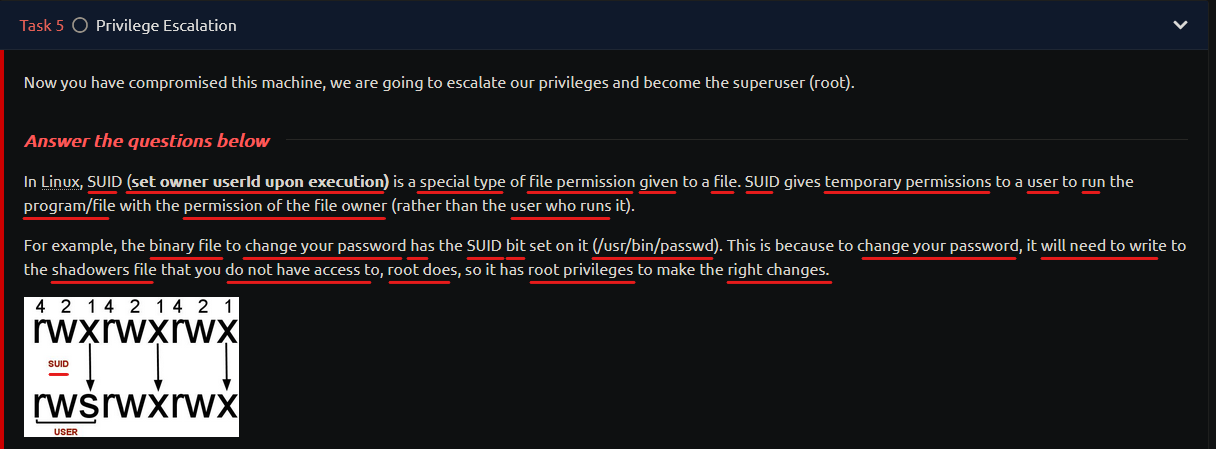 Task 5 Privilege Escalation
Now you have compromised this machine, we are going to escalate our privileges and become the superuser (root).
Answer the questions below
In Linux, SUID (set owner userId upon execution) is a special type of file permission given to a file. SUID gives temporary permissions to a user to run the
program/file with the permission of the file owner (rather than the user who runs it).
For example, the binary file to change your password has the SUID bit set on it (/usr/bin/passwd). This is because to change your password, it will need to write to
the shadowers file that you do not have access to, root does, so it has root privileges to make the right changes.
4 2 1 4 2 1 4 2 1
rwxrwxrwx
SUID
rwsrwxrwx
USER